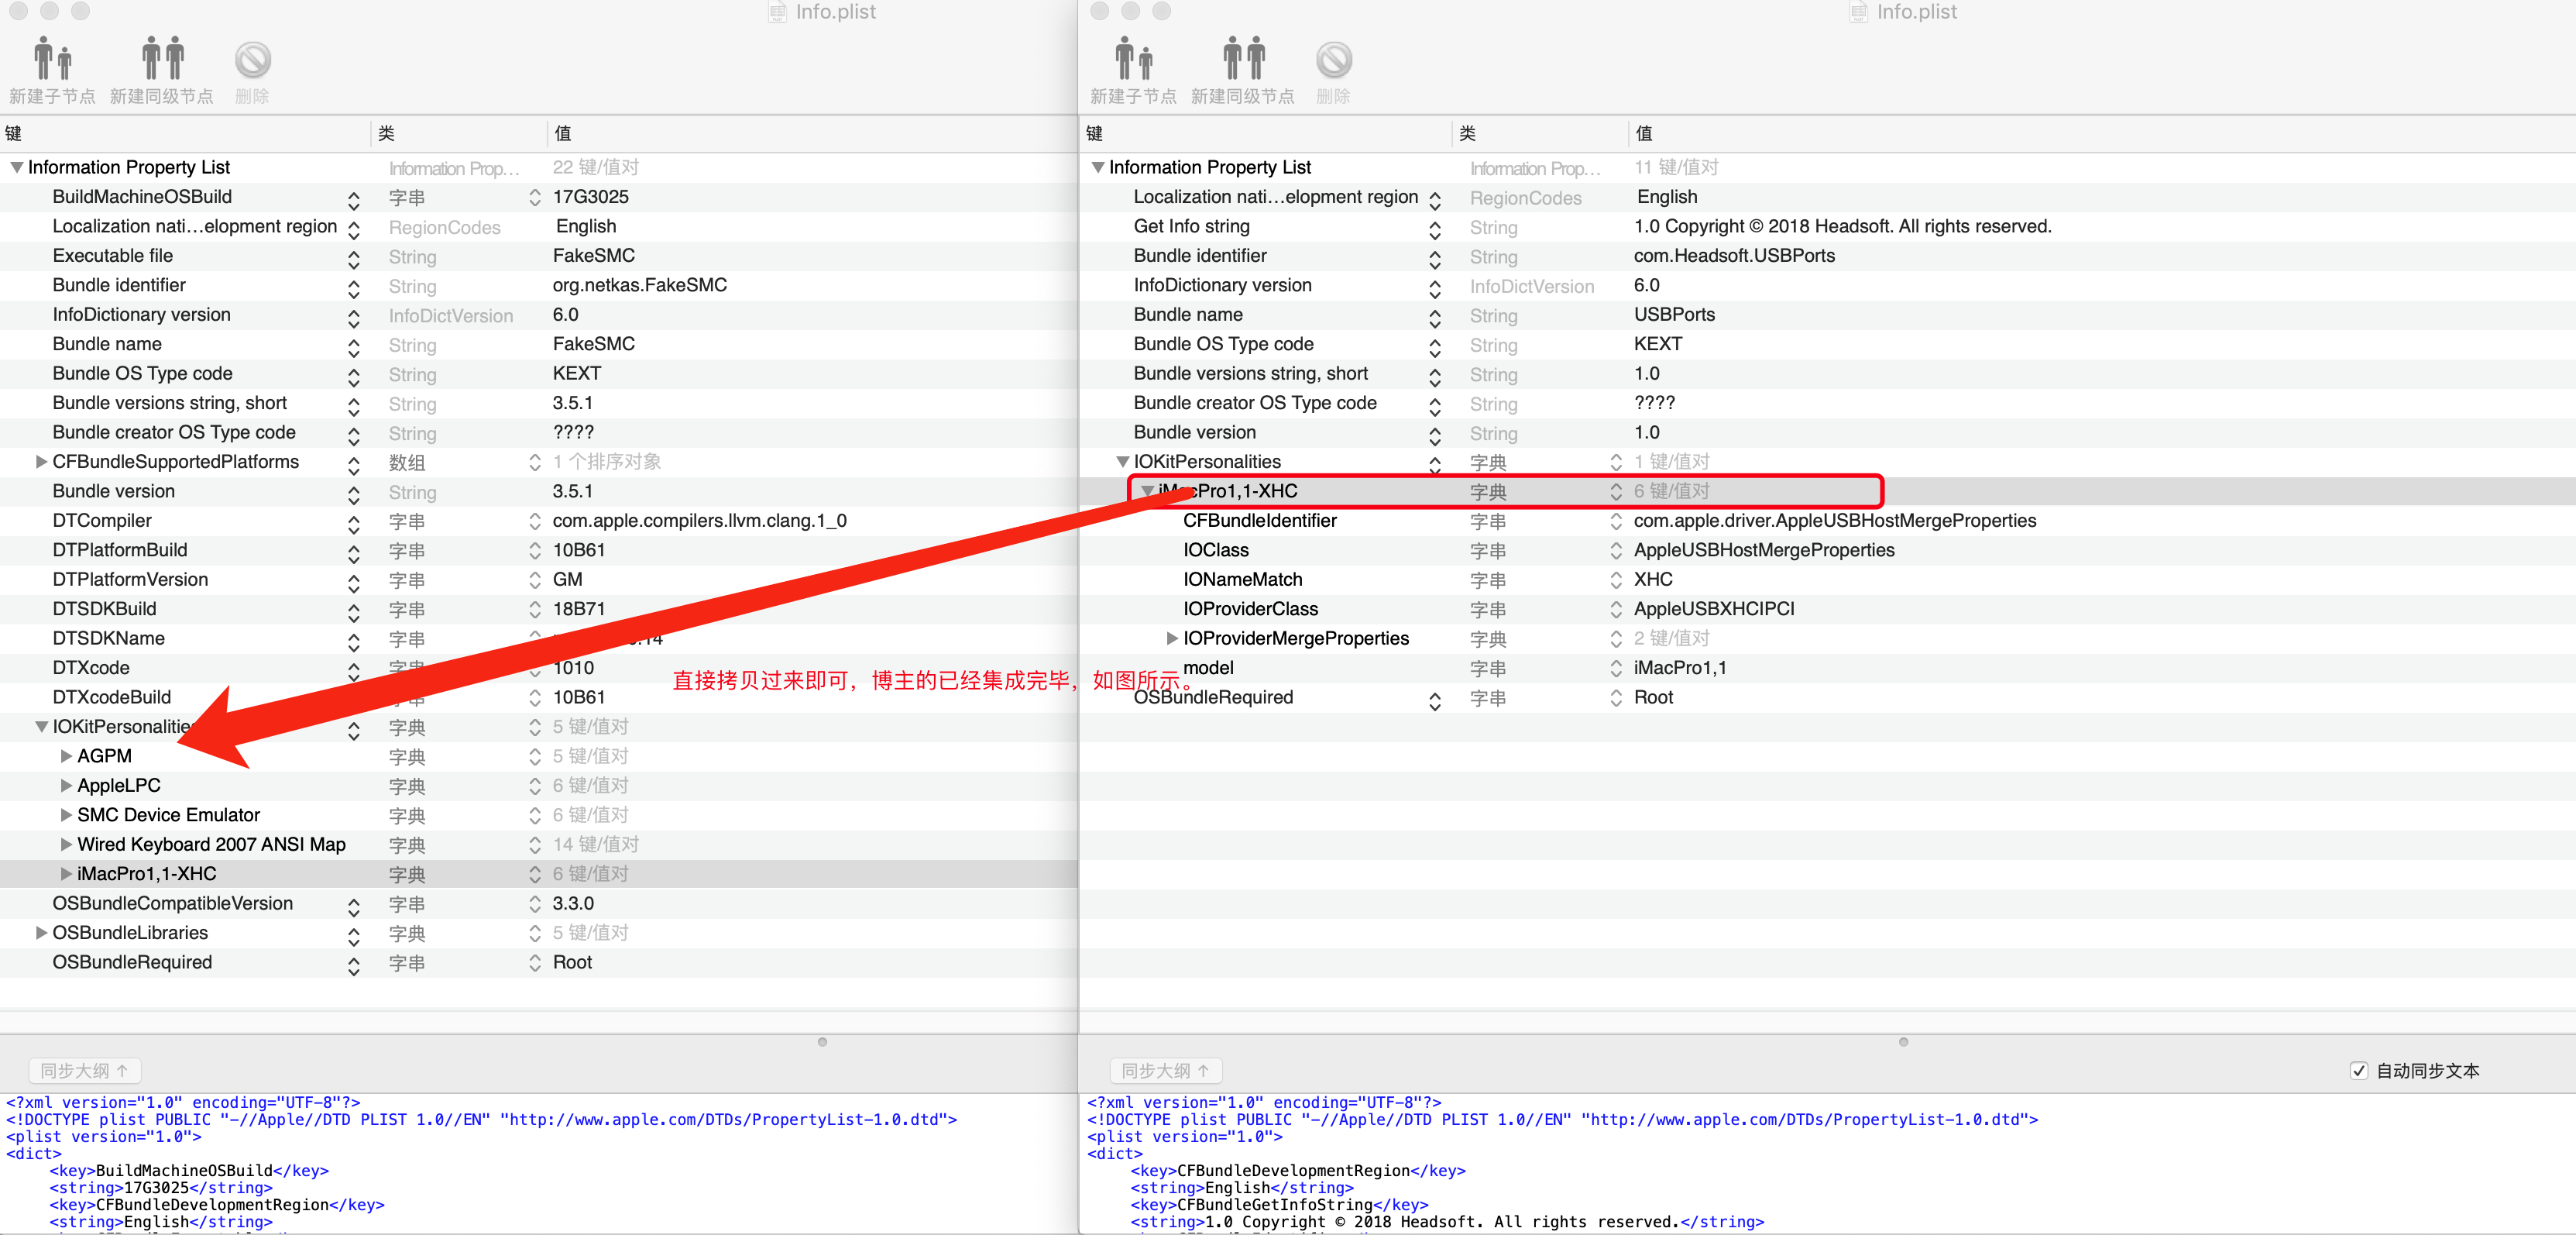 Info.plist
新建子节点 新建同级节点 删除
键 类 值
Information Property List Information Prop... 22 键/值对
BuildMachineOSBuild 字串 17G3025
Localization nati...elopment region RegionCodes English
Executable file String FakeSMC
Bundle identifier String org.netkas.FakeSMC
InfoDictionary version InfoDictVersion 6.0
Bundle name String FakeSMC
Bundle OS Type code String KEXT
Bundle versions string, short String 3.5.1
Bundle creator OS Type code String ????
CFBundleSupportedPlatforms 数组 1 个排序对象
Bundle version String 3.5.1
DTCompiler 字串 com.apple.compilers.llvm.clang.1_0
DTPlatformBuild 字串 10B61
DTPlatformVersion 字串 GM
DTSDKBuild 字串 18B71
DTSDKName 字串
DTXcode 字串 1010
DTXcodeBuild 字串 10B61
IOKitPersonalities 字典 5 键/值对
AGPM 字典 5 键/值对
AppleLPC 字典 6 键/值对
SMC Device Emulator 字典 6 键/值对
Wired Keyboard 2007 ANSI Map 字典 14 键/值对
iMacPro1,1-XHC 字典 6 键/值对
OSBundleCompatibleVersion 字串 3.3.0
OSBundleLibraries 字典 5 键/值对
OSBundleRequired 字串 Root
同步大纲 ↑
<?xml version="1.0" encoding="UTF-8"?>
<!DOCTYPE plist PUBLIC "-//Apple//DTD PLIST 1.0//EN" "http://www.apple.com/DTDs/PropertyList-1.0.dtd">
<plist version="1.0">
<dict>
<key>BuildMachineOSBuild</key>
<string>17G3025</string>
<key>CFBundleDevelopmentRegion</key>
<string>English</string>
直接拷贝过来即可，博主的已经集成完毕，如图所示。
Info.plist
新建子节点 新建同级节点 删除
键 类 值
Information Property List Information Prop... 11 键/值对
Localization nati...elopment region RegionCodes English
Get Info string String 1.0 Copyright © 2018 Headsoft. All rights reserved.
Bundle identifier String com.Headsoft.USBPorts
InfoDictionary version InfoDictVersion 6.0
Bundle name String USBPorts
Bundle OS Type code String KEXT
Bundle versions string, short String 1.0
Bundle creator OS Type code String ????
Bundle version String 1.0
IOKitPersonalities 字典 1 键/值对
iMacPro1,1-XHC 字典 6 键/值对
CFBundleIdentifier 字串 com.apple.driver.AppleUSBHostMergeProperties
IOClass 字串 AppleUSBHostMergeProperties
IONameMatch 字串 XHC
IOProviderClass 字串 AppleUSBXHCIPCI
IOProviderMergeProperties 字典 2 键/值对
model 字串 iMacPro1,1
OSBundleRequired 字串 Root
同步大纲 ↑ 自动同步文本
<?xml version="1.0" encoding="UTF-8"?>
<!DOCTYPE plist PUBLIC "-//Apple//DTD PLIST 1.0//EN" "http://www.apple.com/DTDs/PropertyList-1.0.dtd">
<plist version="1.0">
<dict>
<key>CFBundleDevelopmentRegion</key>
<string>English</string>
<key>CFBundleGetInfoString</key>
<string>1.0 Copyright © 2018 Headsoft. All rights reserved.</string>